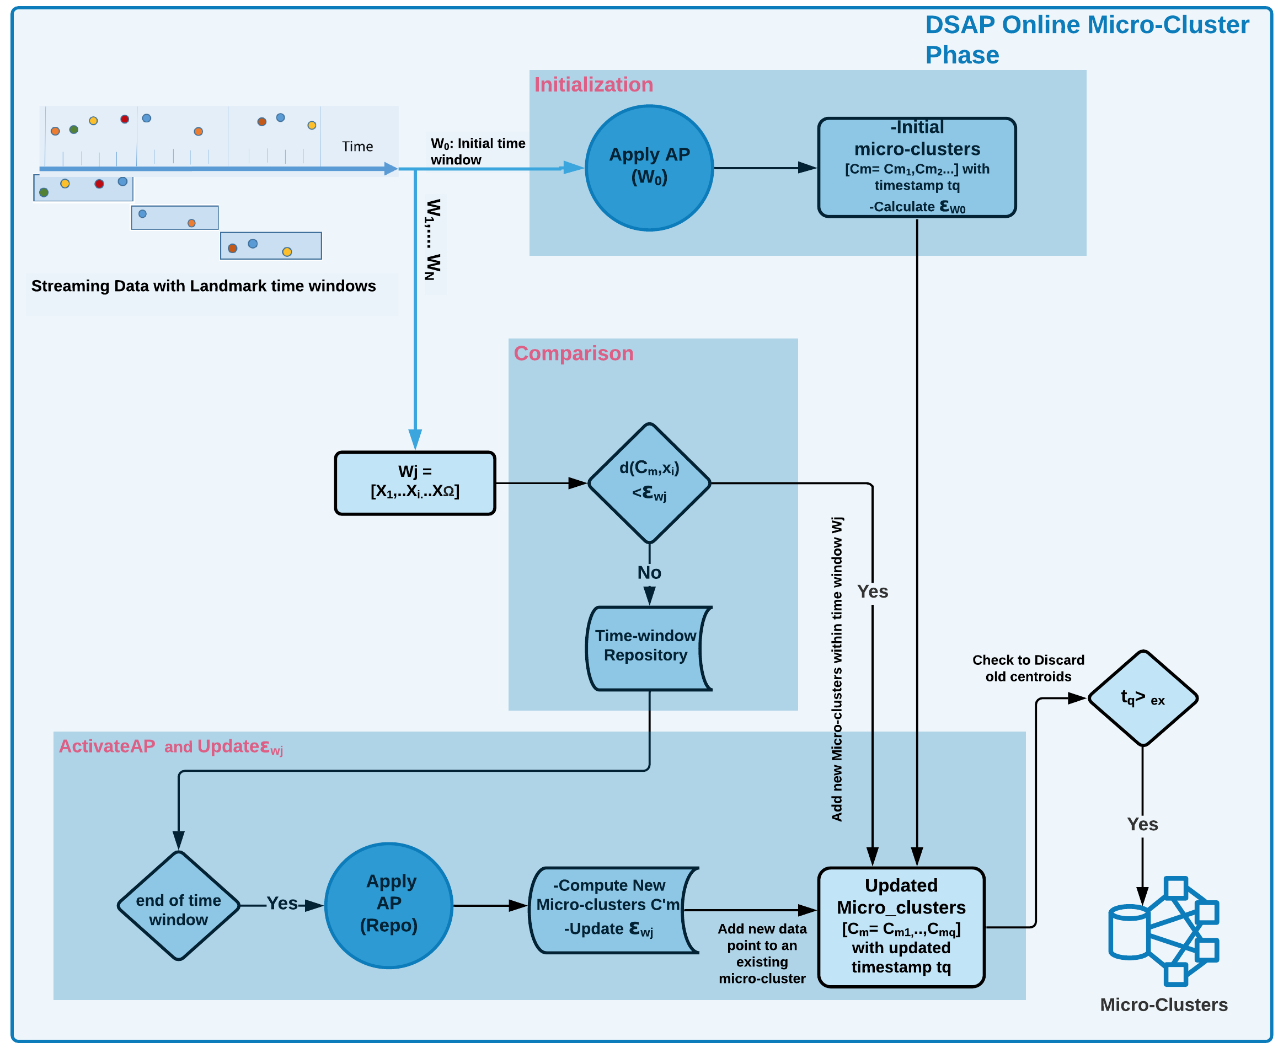 DSAP Online Micro-Cluster
Phase
Initialization
Time
W₀: Initial time
window
Apply AP
(W₀)
-Initial
micro-clusters
[Cm= Cm₁,Cm₂...] with
timestamp tq
-Calculate εW0
W₁,.... WN
Streaming Data with Landmark time windows
Comparison
Wj =
[X₁,..Xi...XΩ]
d(Cm,xi)
<εwj
No
Time-window
Repository
Add new Micro-clusters within time window Wj
Yes
Check to Discard
old centroids
tq> ex
Yes
Micro-Clusters
ActivateAP and Updateεwj
end of time
window
Yes
Apply
AP
(Repo)
-Compute New
Micro-clusters C'm
-Update εwj
Add new data
point to an
existing
micro-cluster
Updated
Micro_clusters
[Cm= Cm1,..,Cmq]
with updated
timestamp tq